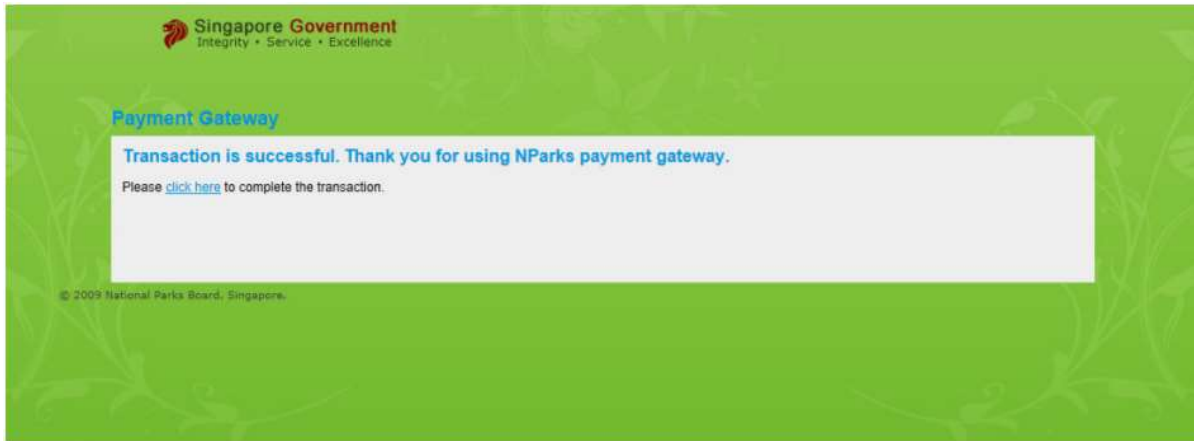 Singapore Government
Integrity • Service • Excellence
Payment Gateway
Transaction is successful. Thank you for using NParks payment gateway.
Please click here to complete the transaction.
© 2009 National Parks Board, Singapore.